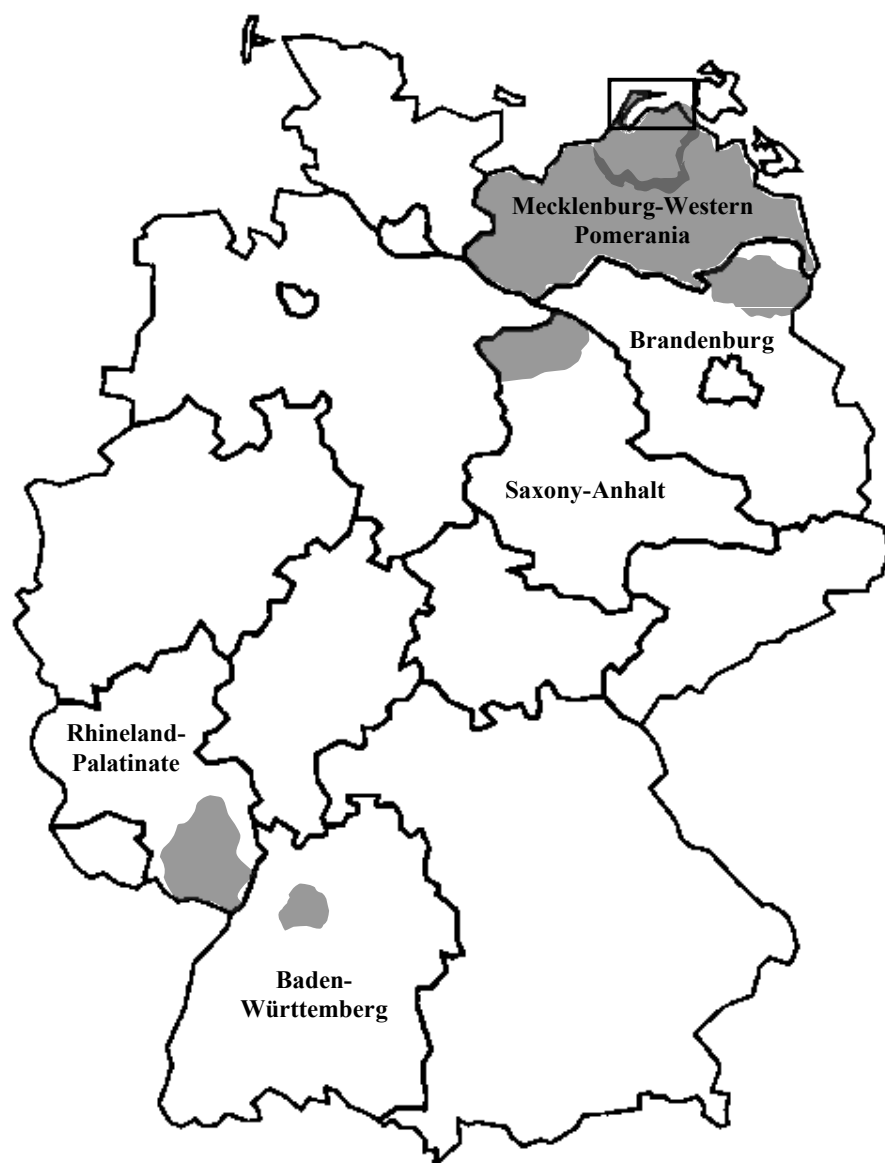 Mecklenburg-Western
Pomerania
Brandenburg
Saxony-Anhalt
Rhineland-
Palatinate
Baden-
Württemberg